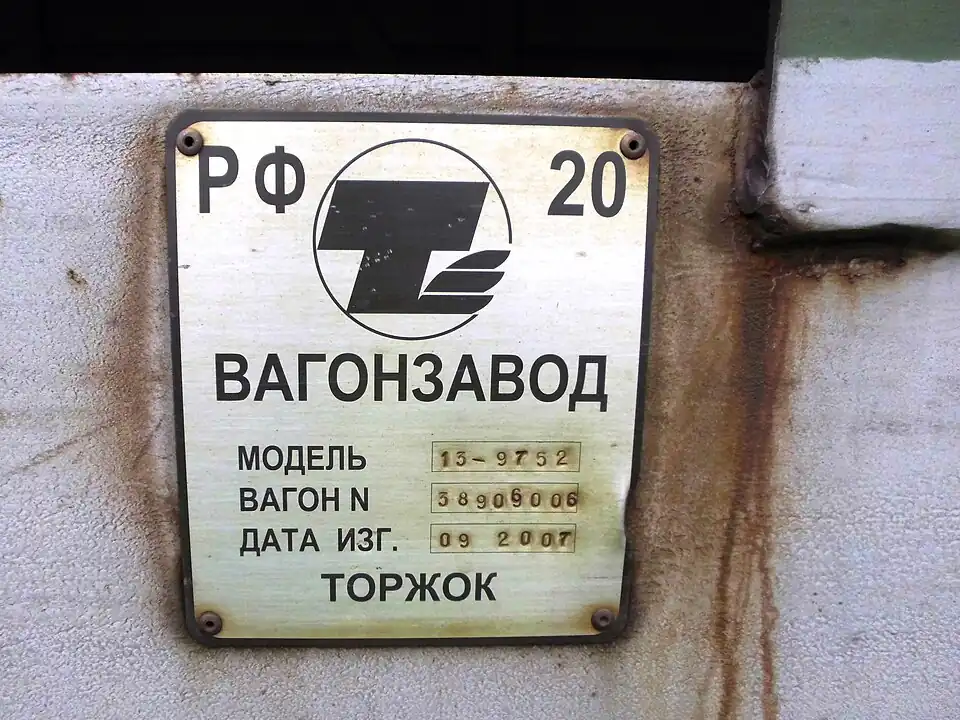 РФ 20
ВАГОНЗАВОД
МОДЕЛЬ 13-9752
ВАГОН N 38906006
ДАТА ИЗГ. 09 2007
ТОРЖОК